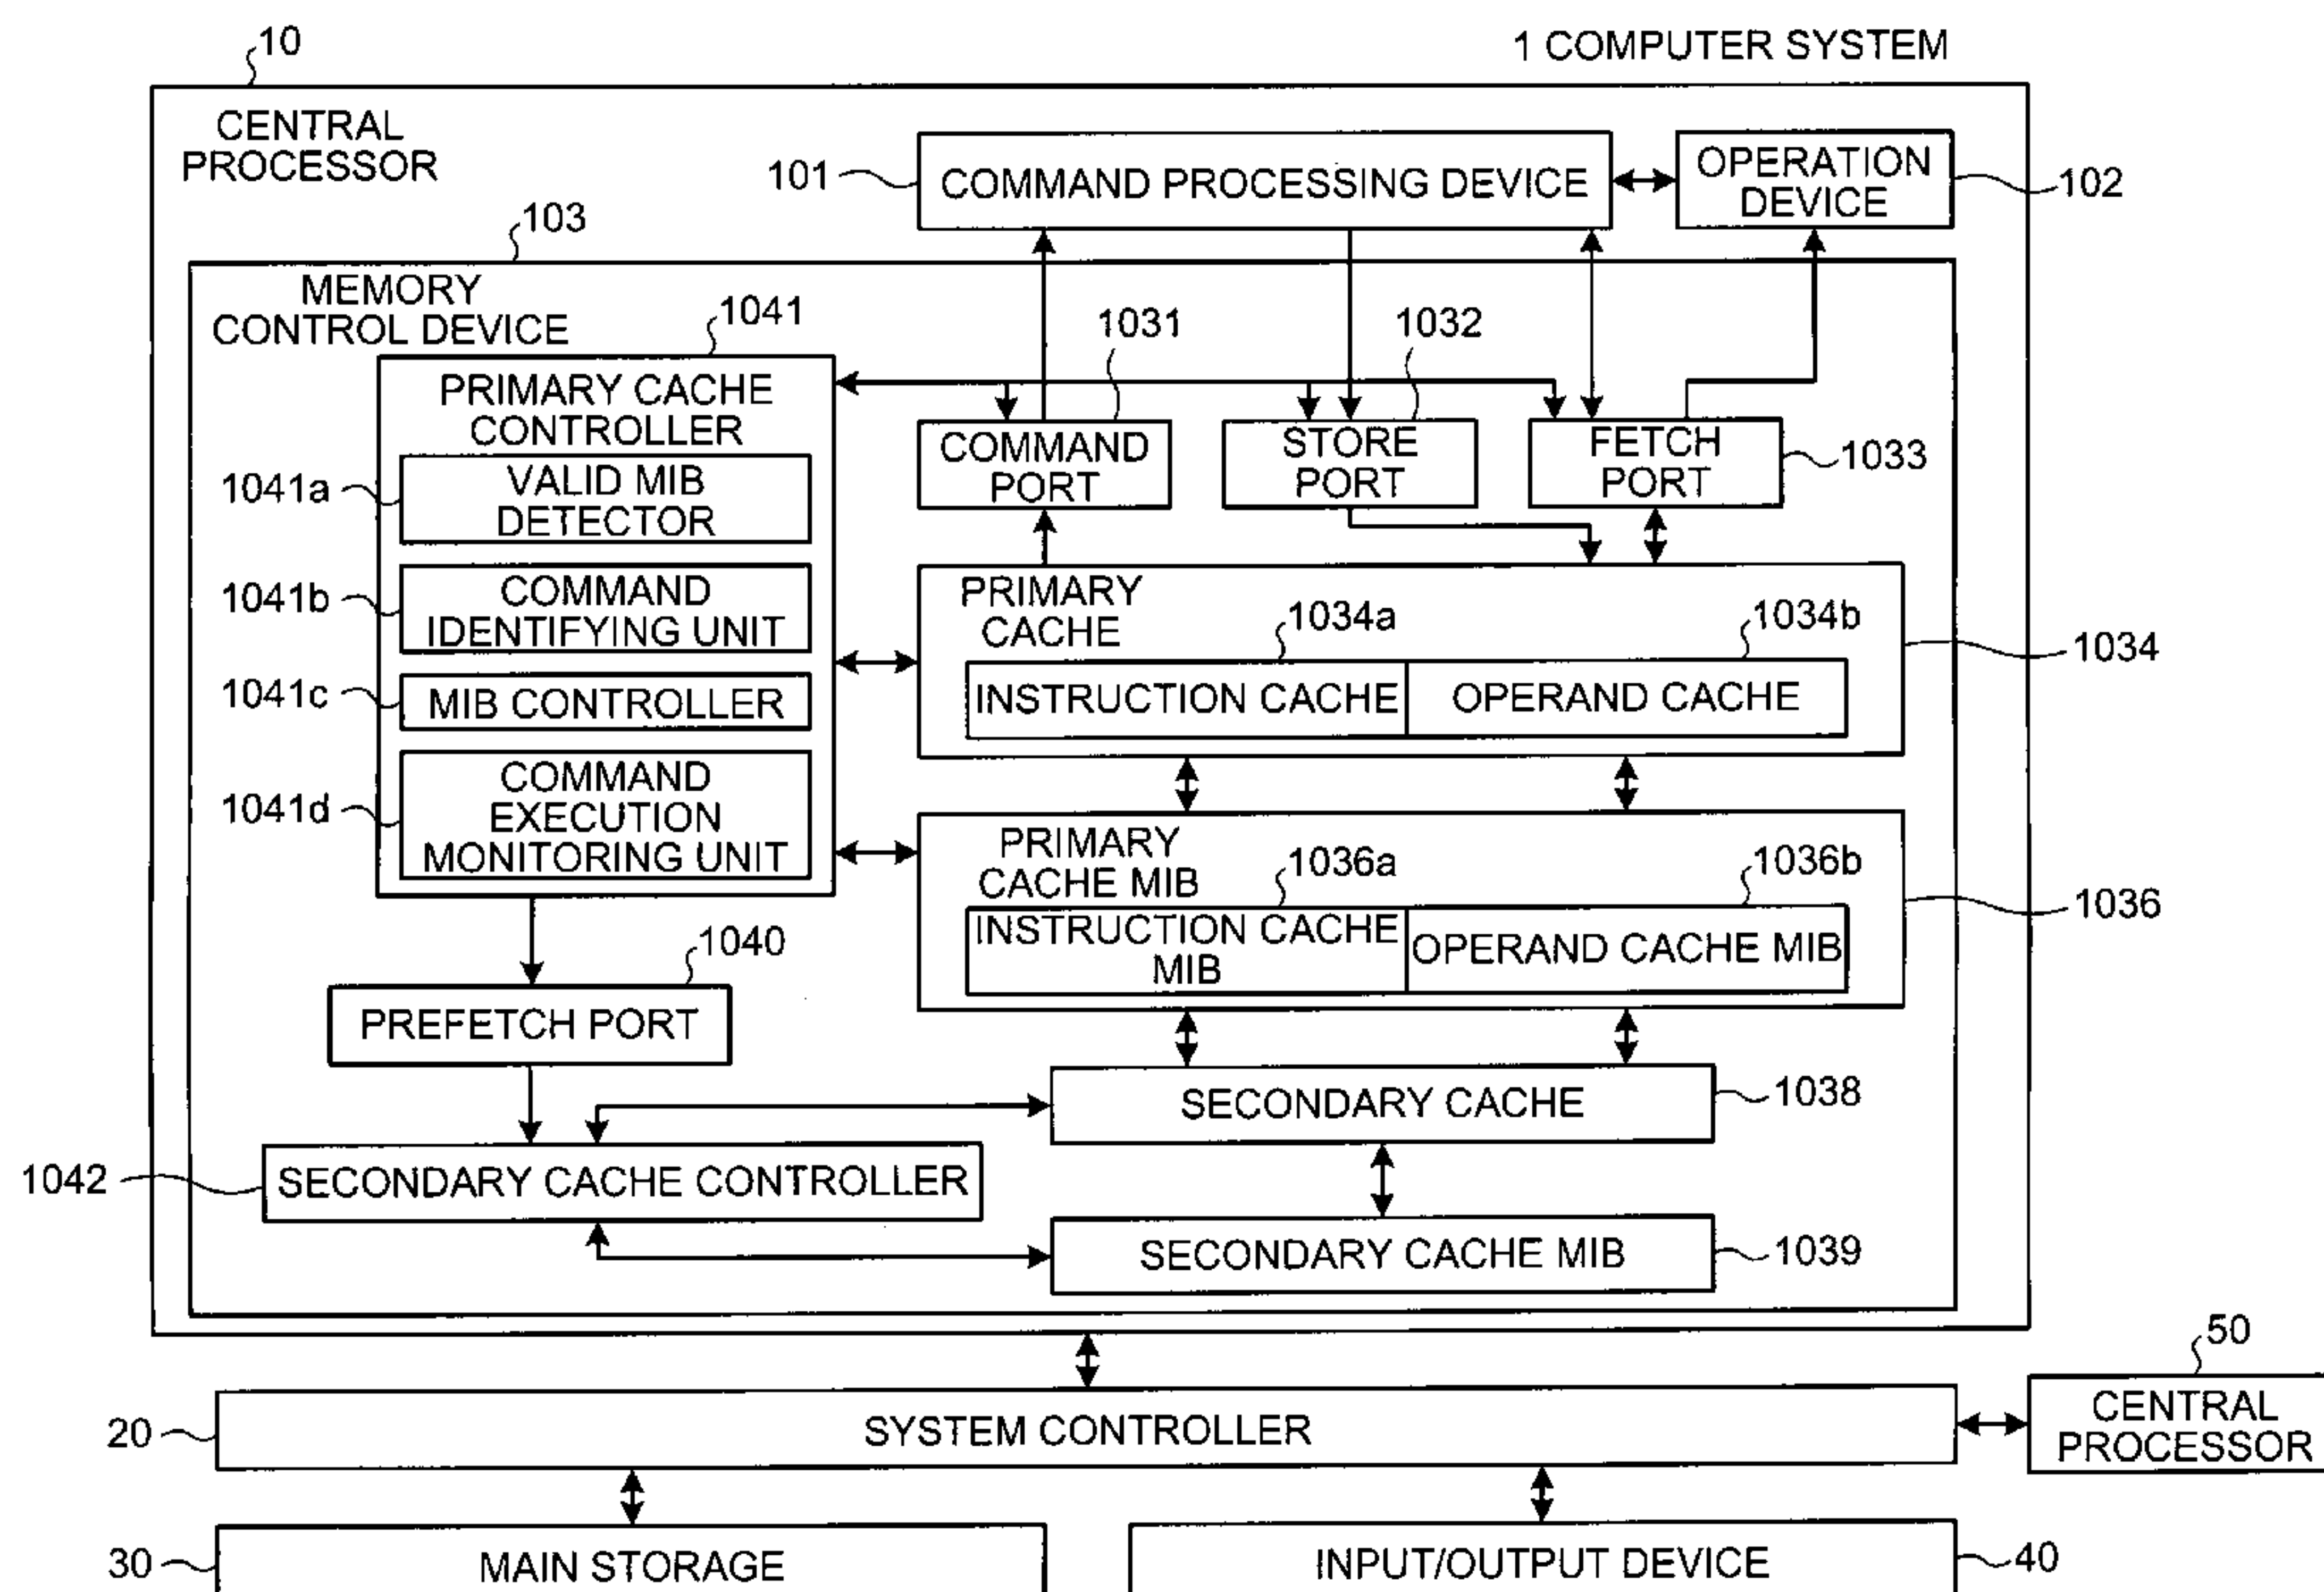 10
1 COMPUTER SYSTEM
CENTRAL
PROCESSOR
101
COMMAND PROCESSING DEVICE
OPERATION
DEVICE
102
103
MEMORY
CONTROL DEVICE
1041
1031
1032
PRIMARY CACHE
CONTROLLER
COMMAND
PORT
STORE
PORT
FETCH
PORT
1033
1041a
VALID MIB
DETECTOR
1041b
COMMAND
IDENTIFYING UNIT
PRIMARY
CACHE
1034a
1034b
1034
1041c
MIB CONTROLLER
INSTRUCTION CACHE
OPERAND CACHE
1041d
COMMAND
EXECUTION
MONITORING UNIT
PRIMARY
CACHE MIB
1036a
1036b
1036
INSTRUCTION CACHE
MIB
OPERAND CACHE MIB
1040
PREFETCH PORT
SECONDARY CACHE
1038
1042
SECONDARY CACHE CONTROLLER
SECONDARY CACHE MIB
1039
50
20
SYSTEM CONTROLLER
CENTRAL
PROCESSOR
30
MAIN STORAGE
INPUT/OUTPUT DEVICE
40